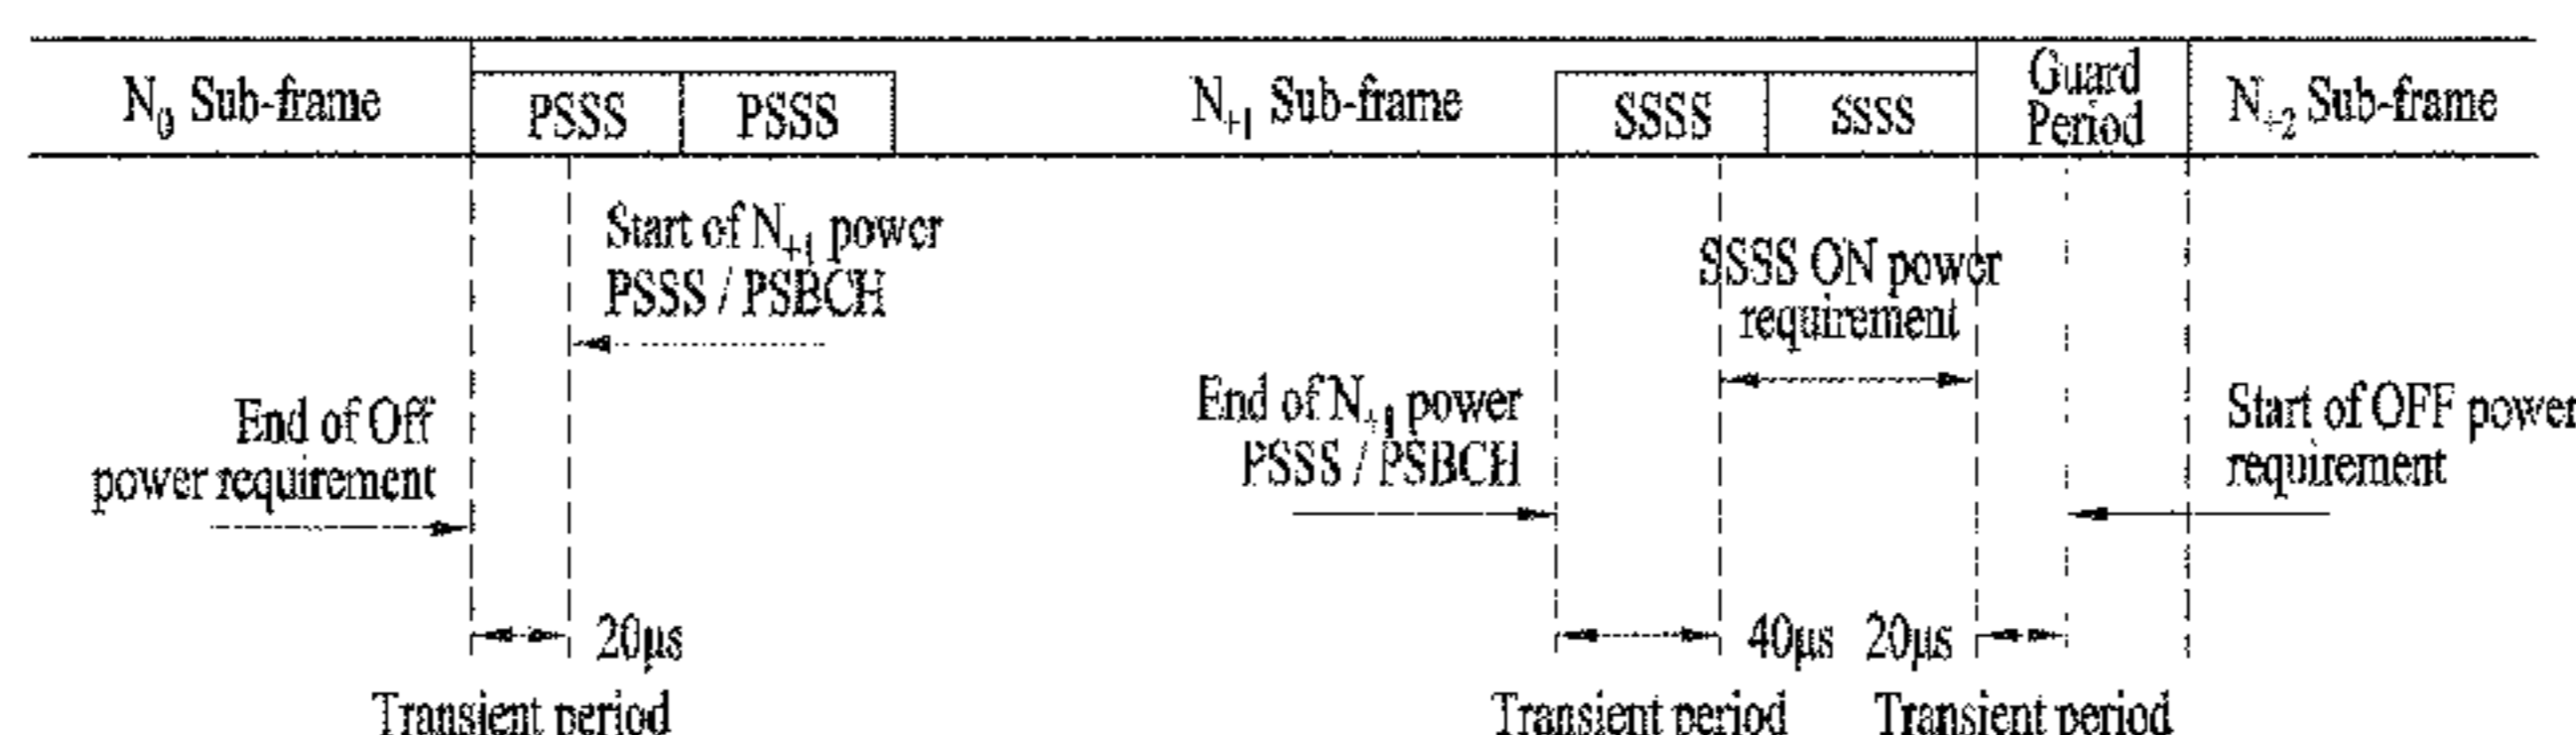 N0 Sub-frame
PSSS
PSSS
N+1 Sub-frame
SSSS
SSSS
Guard
Period
N+2 Sub-frame
Start of N+1 power
PSSS / PSBCH
SSSS ON power
requirement
End of Off
power requirement
End of N+1 power
PSSS / PSBCH
Start of OFF power
requirement
20μs
40μs
20μs
Transient period
Transient period
Transient period